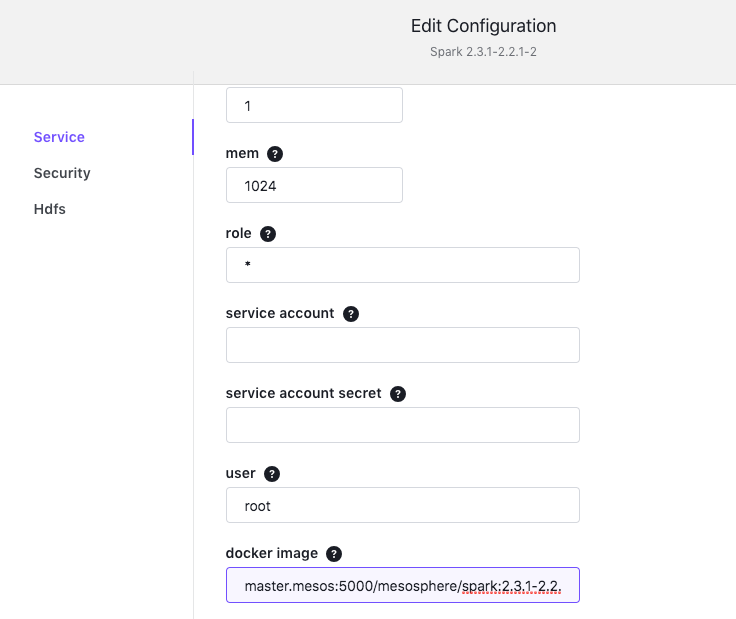 Edit Configuration
Spark 2.3.1-2.2.1-2
Service
Security
Hdfs
1
mem ?
1024
role ?
*
service account ?
service account secret ?
user ?
root
docker image ?
master.mesos:5000/mesosphere/spark:2.3.1-2.2.